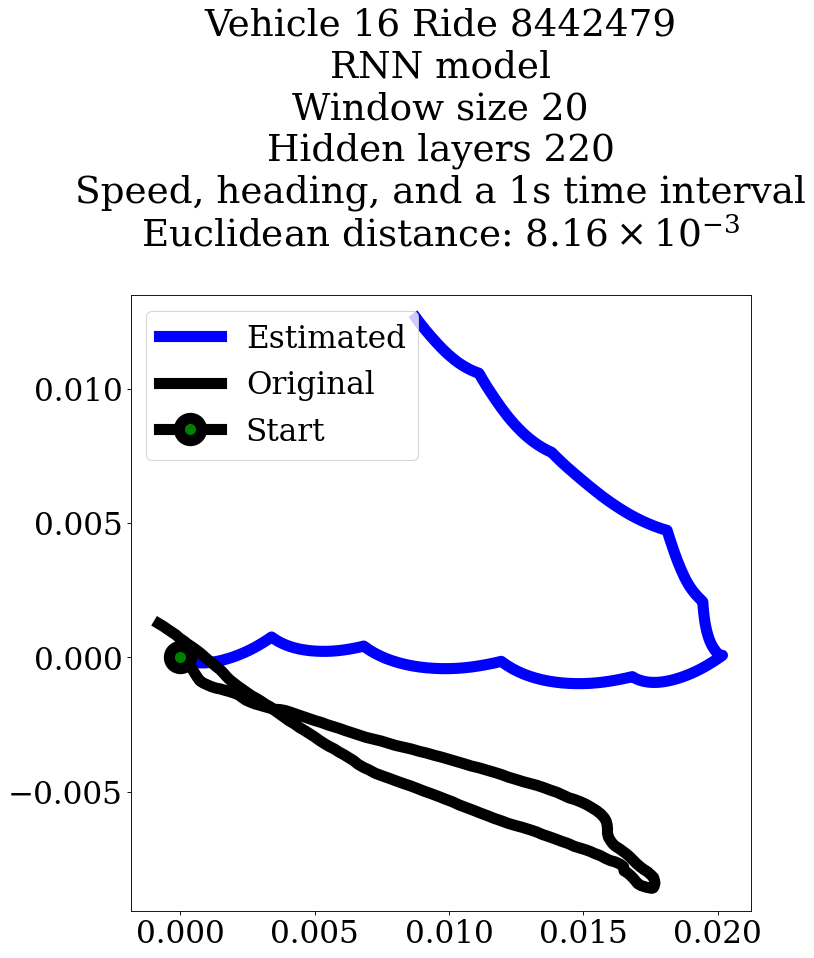 Vehicle 16 Ride 8442479
RNN model
Window size 20
Hidden layers 220
Speed, heading, and a 1s time interval
Euclidean distance: 8.16 × 10⁻³
Estimated
Original
Start
0.010
0.005
0.000
−0.005
0.000 0.005 0.010 0.015 0.020